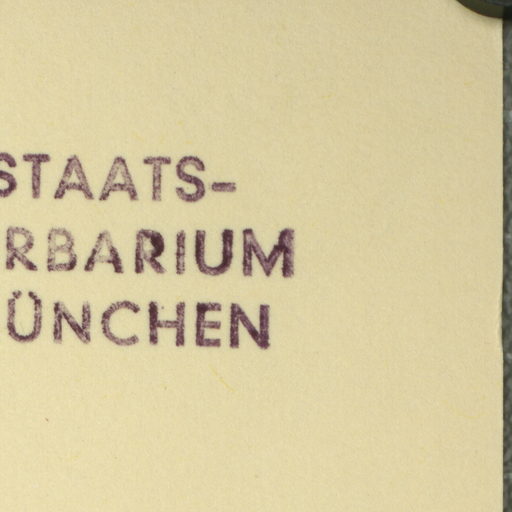 STAATS-
RBARIUM
ÜNCHEN